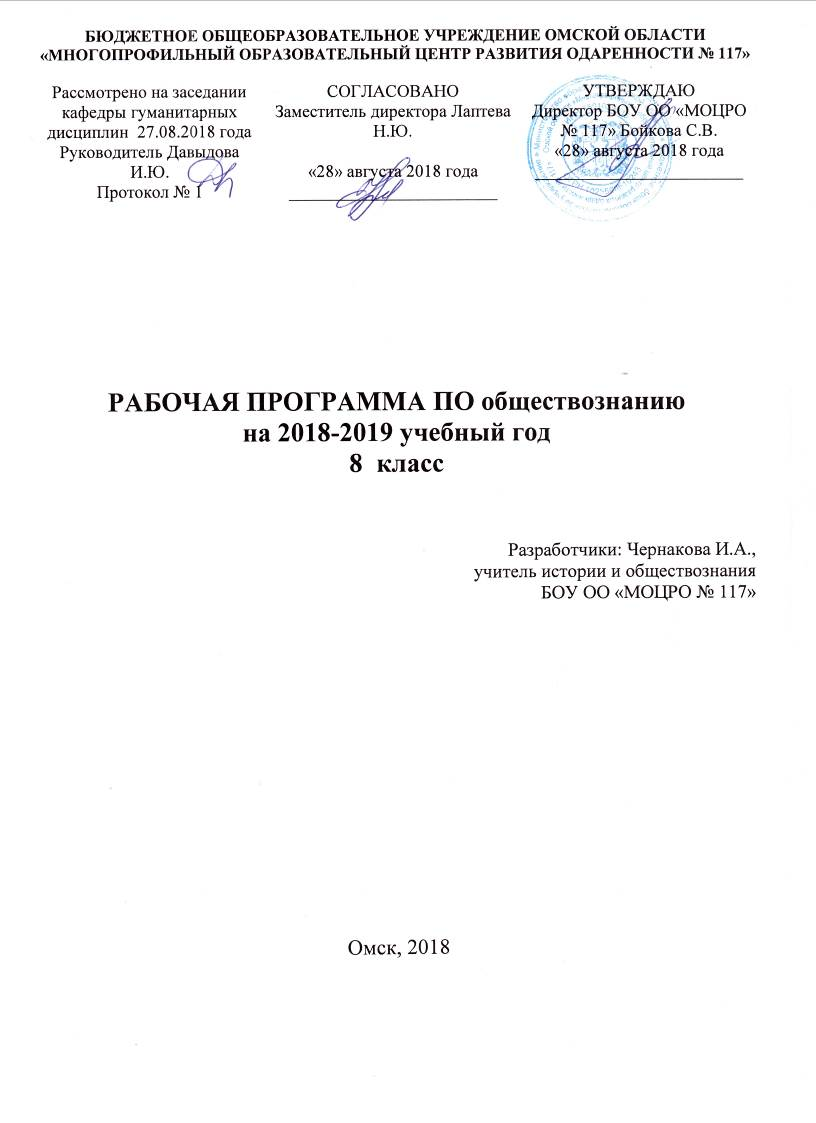 БЮДЖЕТНОЕ ОБЩЕОБРАЗОВАТЕЛЬНОЕ УЧРЕЖДЕНИЕ ОМСКОЙ ОБЛАСТИ
«МНОГОПРОФИЛЬНЫЙ ОБРАЗОВАТЕЛЬНЫЙ ЦЕНТР РАЗВИТИЯ ОДАРЕННОСТИ № 117»
Рассмотрено на заседании
кафедры гуманитарных
дисциплин 27.08.2018 года
Руководитель Давыдова
И.Ю.
Протокол № 1
СОГЛАСОВАНО
Заместитель директора Лаптева
Н.Ю.
«28» августа 2018 года
УТВЕРЖДАЮ
Директор БОУ ОО «МОЦРО
№ 117» Бойкова С.В.
«28» августа 2018 года
РАБОЧАЯ ПРОГРАММА ПО обществознанию
на 2018-2019 учебный год
8 класс
Разработчики: Чернакова И.А.,
учитель истории и обществознания
БОУ ОО «МОЦРО № 117»
Омск, 2018